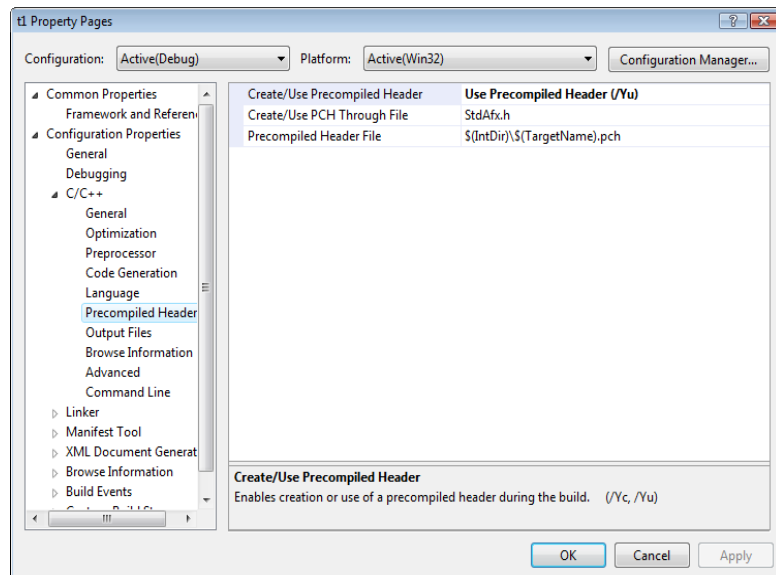 t1 Property Pages
Configuration: Active(Debug) Platform: Active(Win32) Configuration Manager...
Common Properties
Framework and Referen
Configuration Properties
General
Debugging
C/C++
General
Optimization
Preprocessor
Code Generation
Language
Precompiled Header
Output Files
Browse Information
Advanced
Command Line
Linker
Manifest Tool
XML Document Generat
Browse Information
Build Events
Create/Use Precompiled Header Use Precompiled Header (/Yu)
Create/Use PCH Through File StdAfx.h
Precompiled Header File $(IntDir)\$(TargetName).pch
Create/Use Precompiled Header
Enables creation or use of a precompiled header during the build. (/Yc, /Yu)
OK Cancel Apply